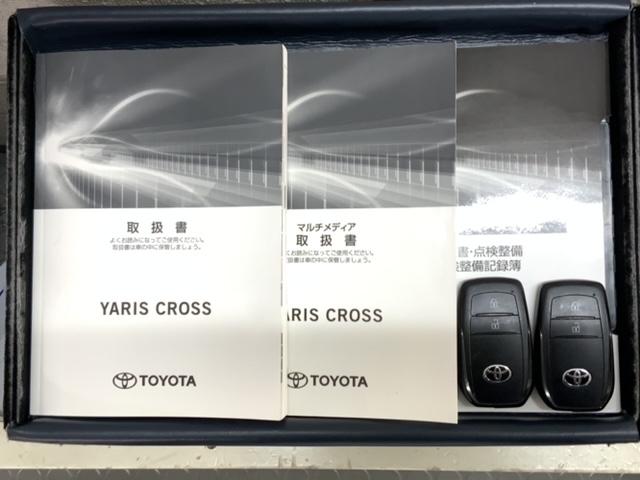 取扱書
よくお読みになってご使用ください。
取扱書は車の中に保管しましょう。
YARIS CROSS
TOYOTA
マルチメディア
取扱書
くお読みになってご使用ください。
扱書は車の中に保管しましょう。
ARIS CROSS
TOYOTA
書・点検整備
整備記録簿